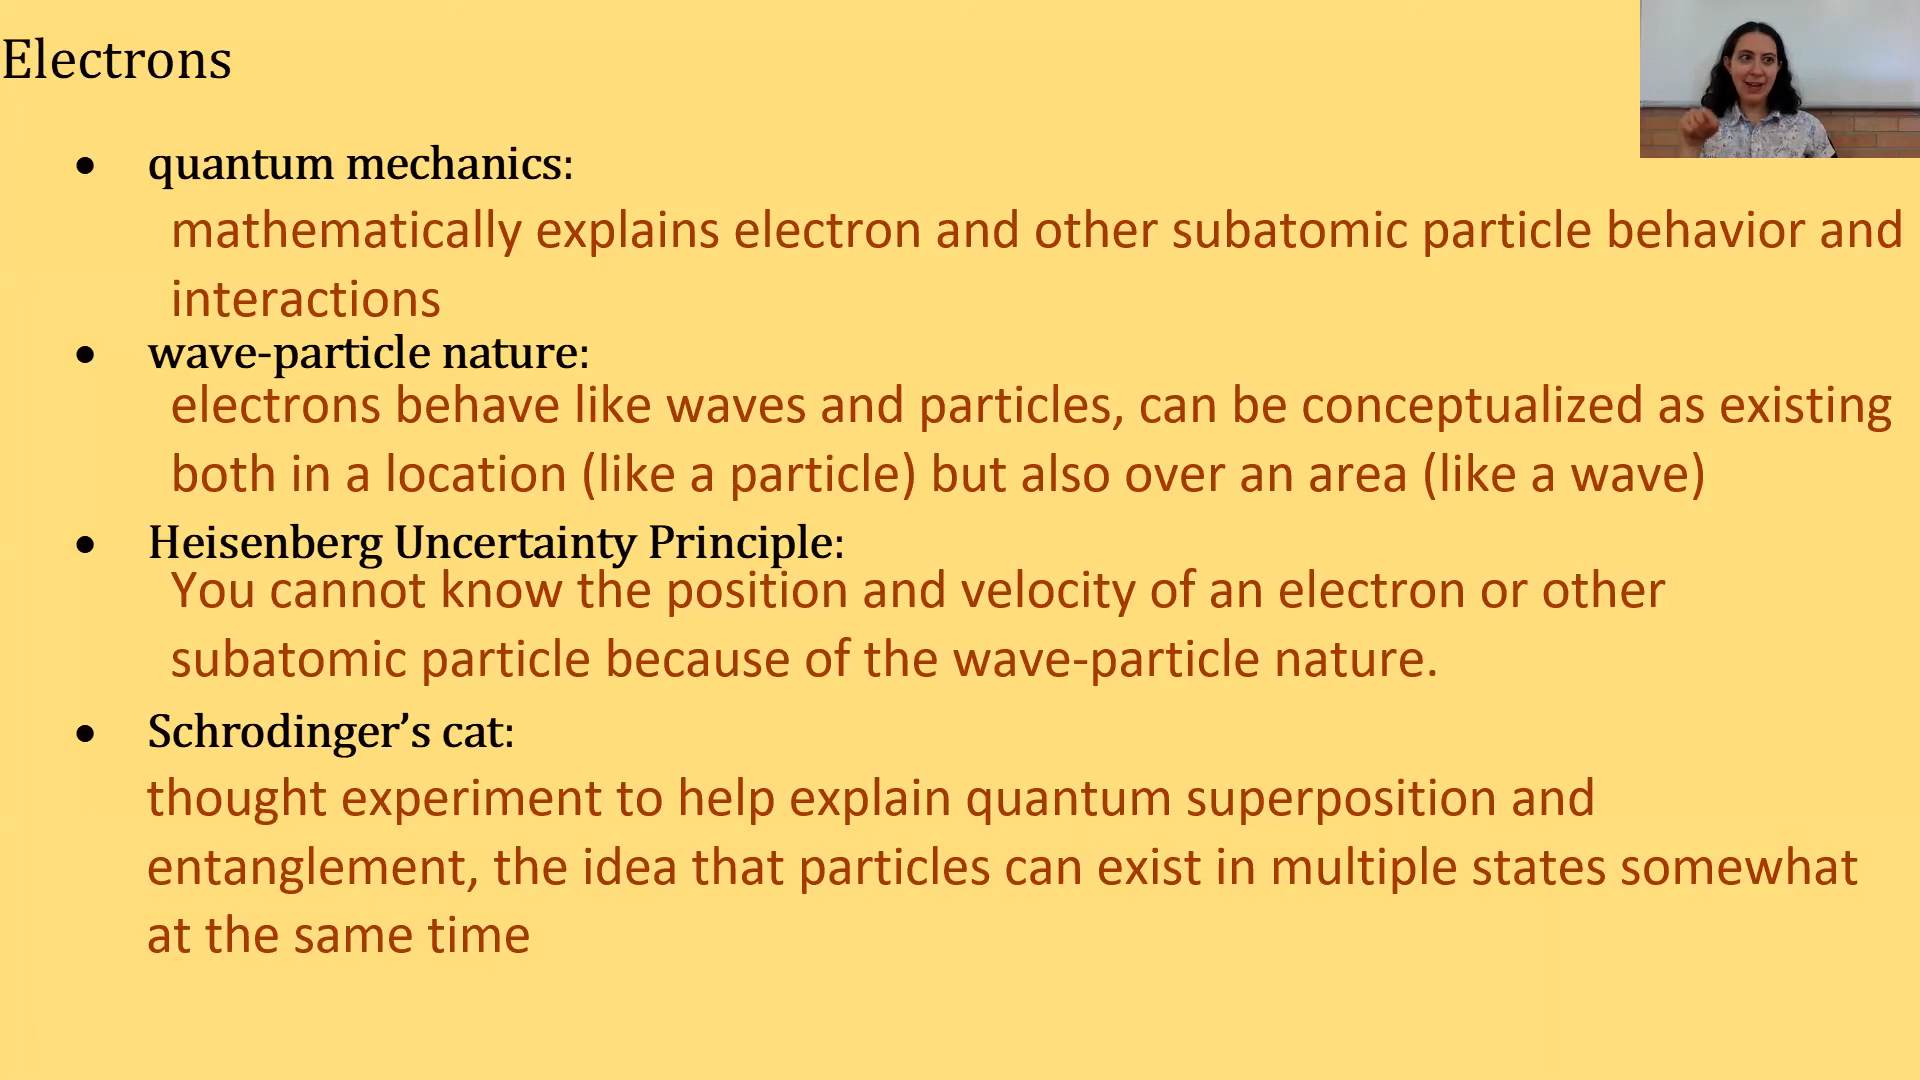 Electrons
• quantum mechanics:
mathematically explains electron and other subatomic particle behavior and
interactions
• wave-particle nature:
electrons behave like waves and particles, can be conceptualized as existing
both in a location (like a particle) but also over an area (like a wave)
• Heisenberg Uncertainty Principle:
You cannot know the position and velocity of an electron or other
subatomic particle because of the wave-particle nature.
• Schrodinger’s cat:
thought experiment to help explain quantum superposition and
entanglement, the idea that particles can exist in multiple states somewhat
at the same time